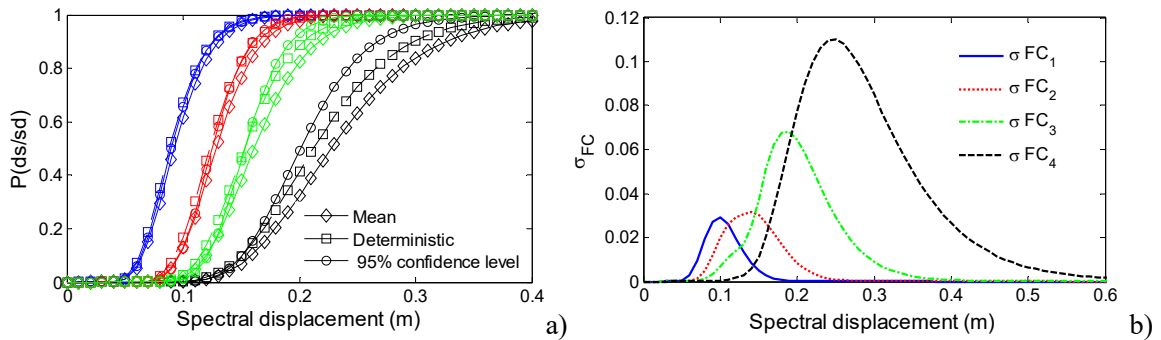 P(ds/sd)
1
0.8
0.6
0.4
0.2
0
0
0.1
0.2
0.3
0.4
Mean
Deterministic
95% confidence level
Spectral displacement (m)
a)
σFC
0.12
0.10
0.08
0.06
0.04
0.02
0
0
0.1
0.2
0.3
0.4
0.5
0.6
σ FC1
σ FC2
σ FC3
σ FC4
Spectral displacement (m)
b)